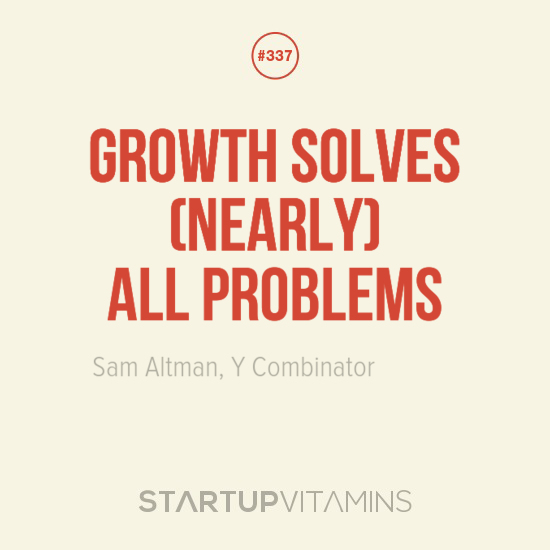 #337
GROWTH SOLVES
(NEARLY)
ALL PROBLEMS
Sam Altman, Y Combinator
STARTUPVITAMINS